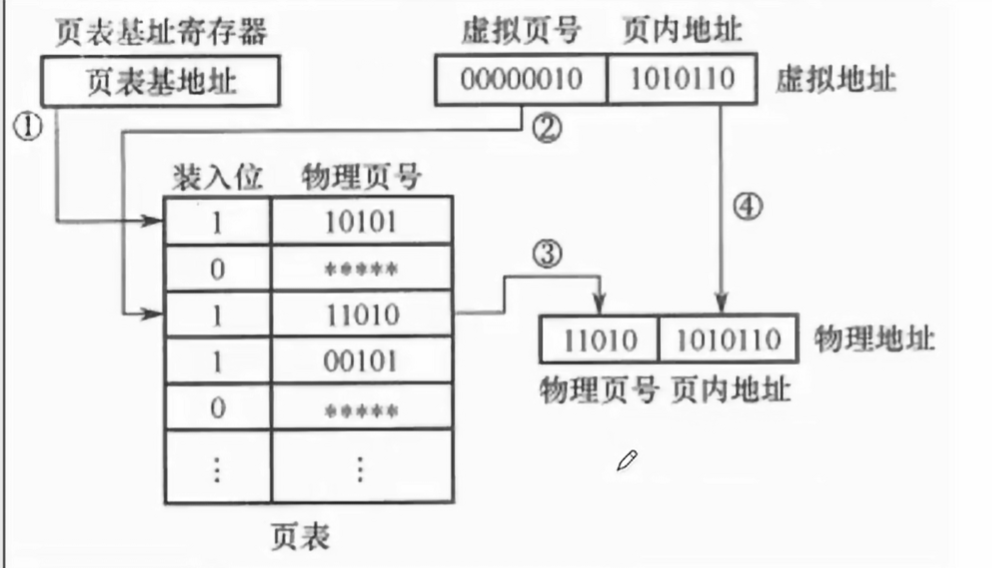 页表基址寄存器
虚拟页号 页内地址
页表基地址
00000010 1010110 虚拟地址
① ②
装入位 物理页号
1 10101
④
0 *****
③
1 11010
11010 1010110 物理地址
1 00101
物理页号 页内地址
0 *****
⋮ ⋮
页表